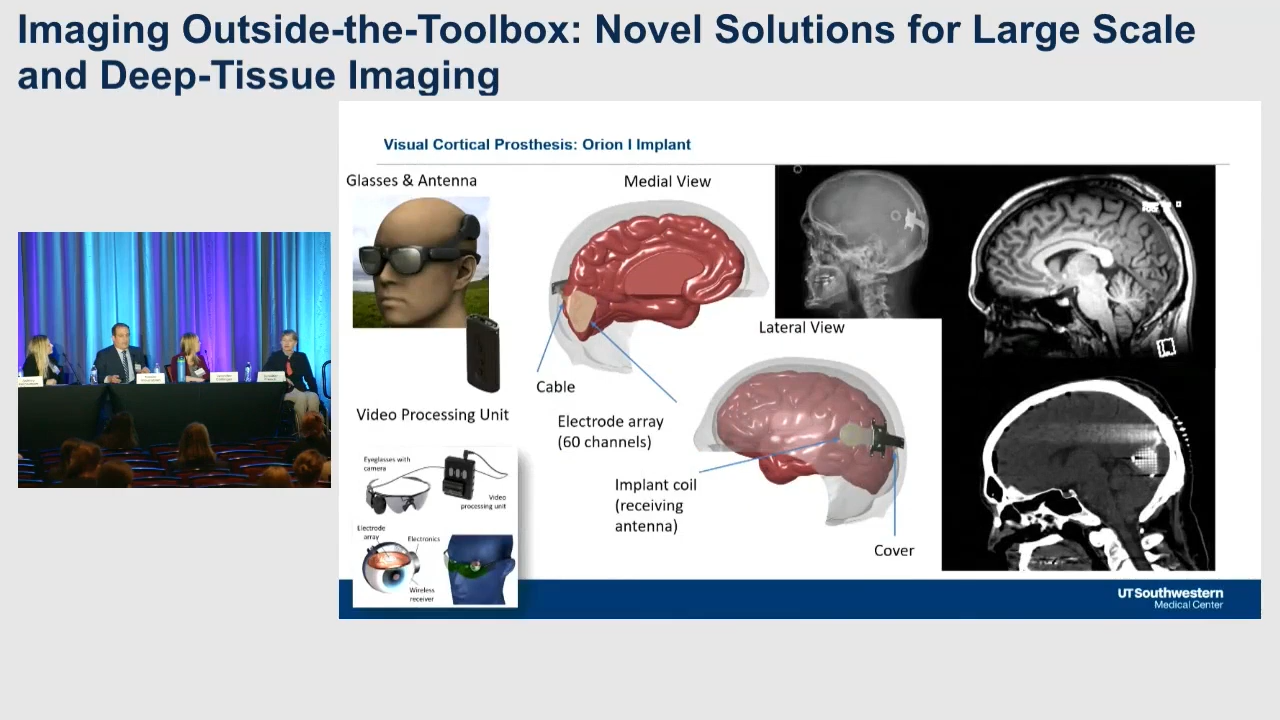 Imaging Outside-the-Toolbox: Novel Solutions for Large Scale
and Deep-Tissue Imaging
Visual Cortical Prosthesis: Orion I Implant
Glasses & Antenna
Medial View
Lateral View
Cable
Video Processing Unit
Electrode array
(60 channels)
Implant coil
(receiving
antenna)
Cover
Eyeglasses with
camera
Video
processing unit
Electrode
array
Electronics
Wireless
receiver
UTSouthwestern
Medical Center